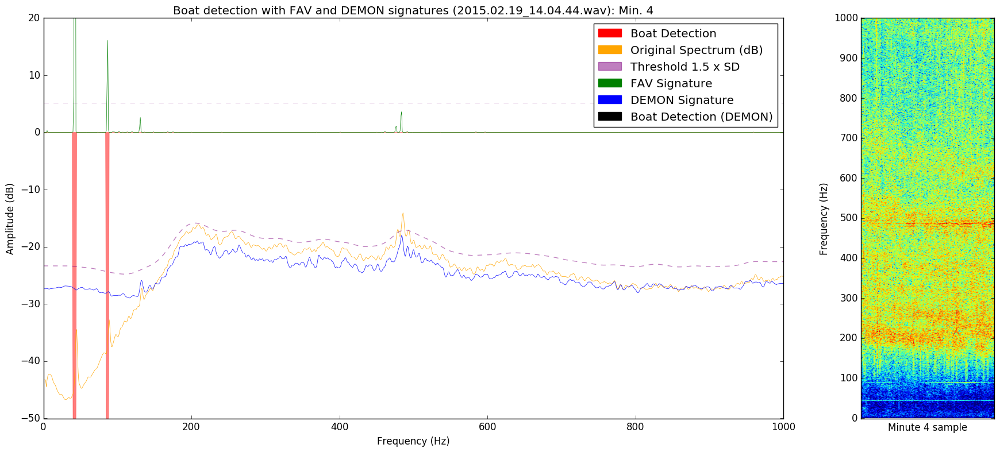 Boat detection with FAV and DEMON signatures (2015.02.19_14.04.44.wav): Min. 4
Boat Detection
Original Spectrum (dB)
Threshold 1.5 x SD
FAV Signature
DEMON Signature
Boat Detection (DEMON)
Amplitude (dB)
20
10
0
−10
−20
−30
−40
−50
0
200
400
600
800
1000
Frequency (Hz)
Frequency (Hz)
1000
900
800
700
600
500
400
300
200
100
0
Minute 4 sample